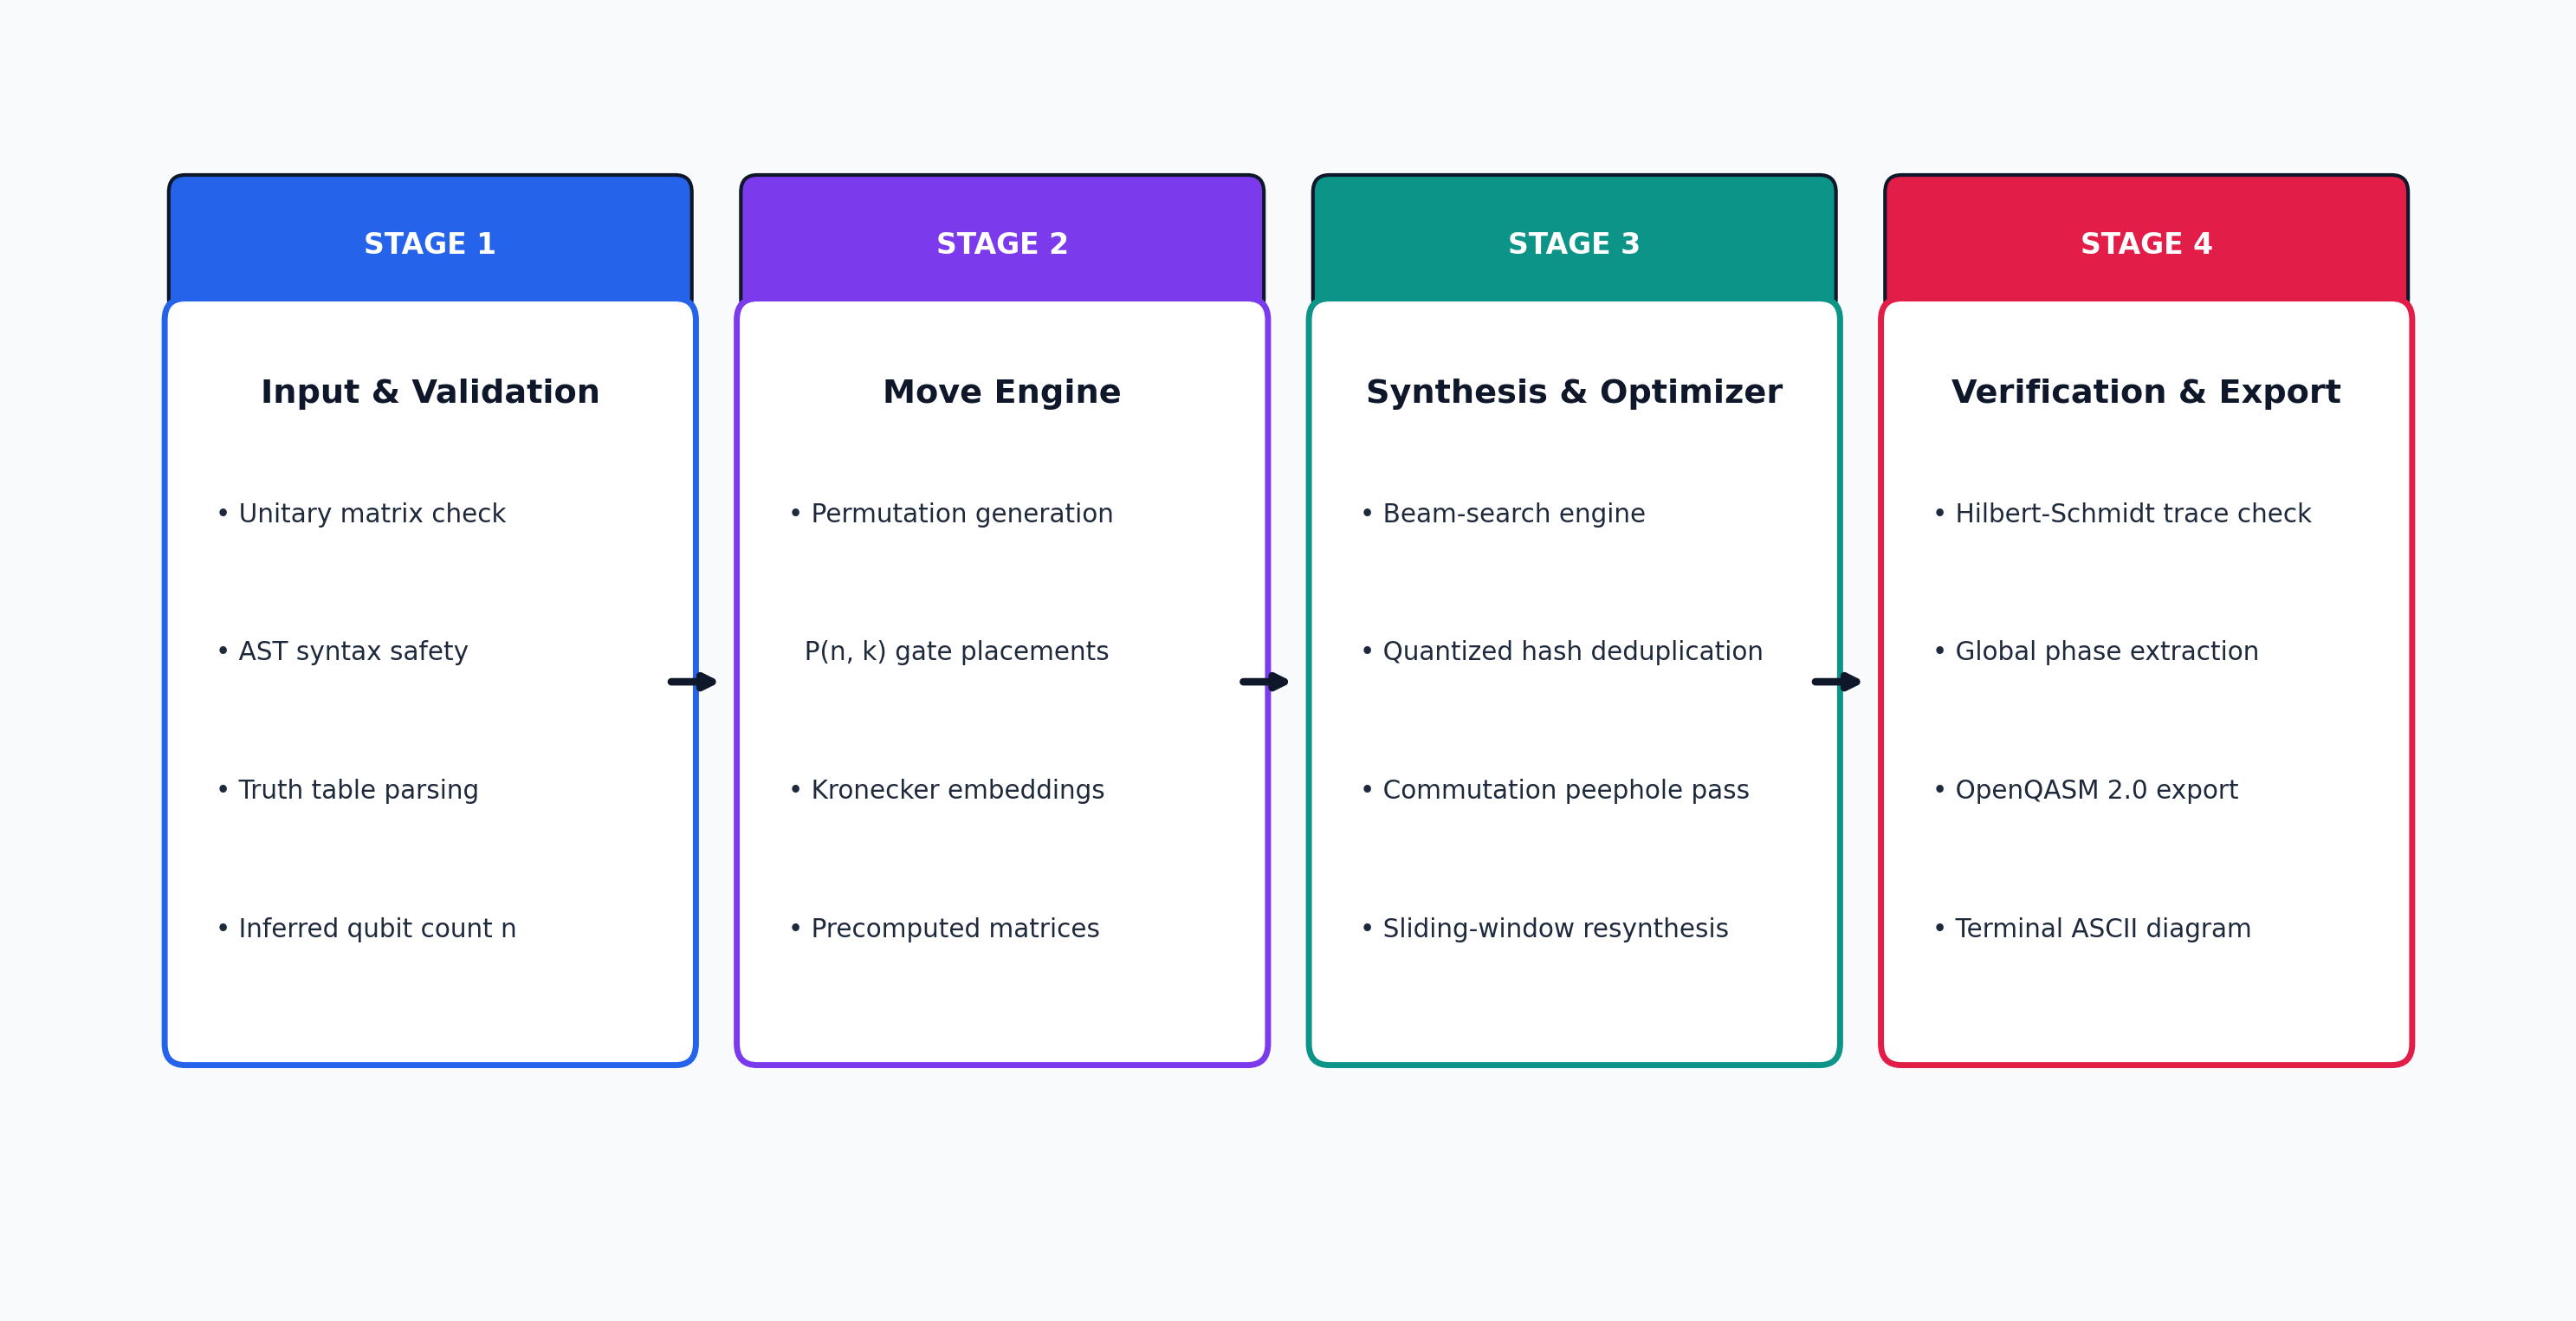 STAGE 1
Input & Validation
• Unitary matrix check
• AST syntax safety
• Truth table parsing
• Inferred qubit count n
STAGE 2
Move Engine
• Permutation generation
P(n, k) gate placements
• Kronecker embeddings
• Precomputed matrices
STAGE 3
Synthesis & Optimizer
• Beam-search engine
• Quantized hash deduplication
• Commutation peephole pass
• Sliding-window resynthesis
STAGE 4
Verification & Export
• Hilbert-Schmidt trace check
• Global phase extraction
• OpenQASM 2.0 export
• Terminal ASCII diagram